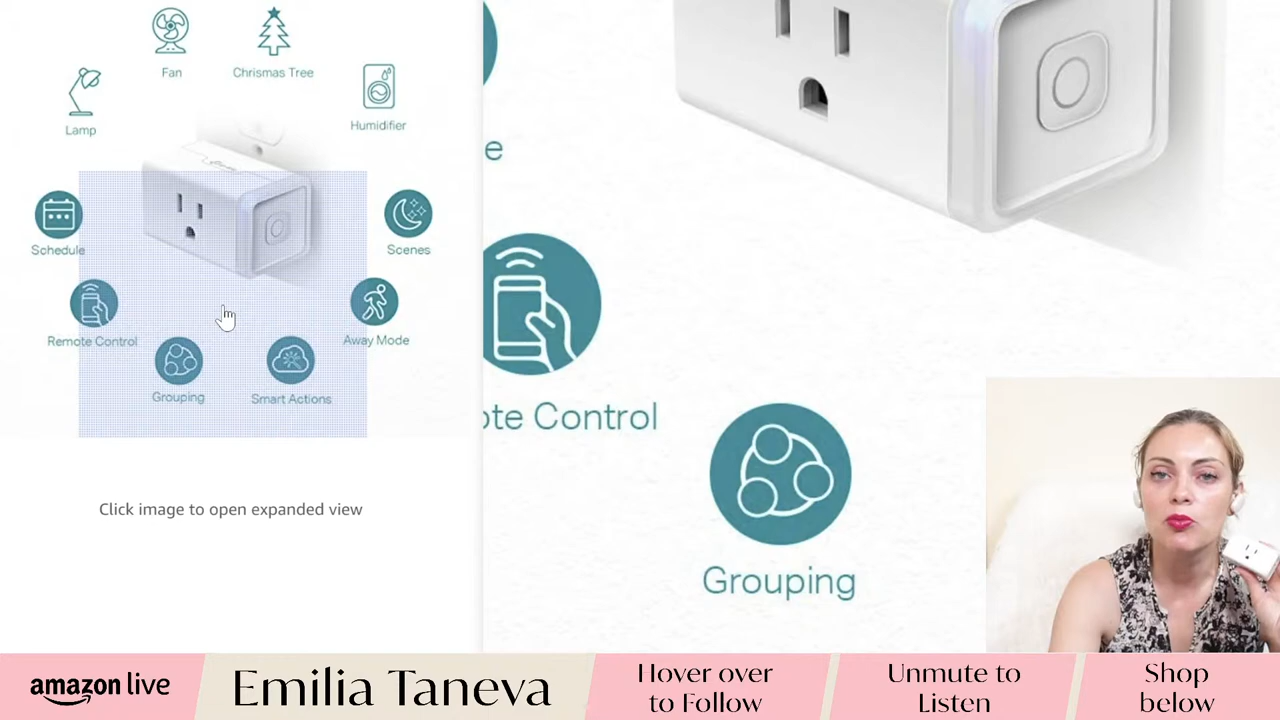 Fan
Chrismas Tree
Lamp
Humidifier
Schedule
Scenes
Remote Control
Away Mode
Grouping
Smart Actions
Click image to open expanded view
e
ote Control
Grouping
amazon live
Emilia Taneva
Hover over
to Follow
Unmute to
Listen
Shop
below